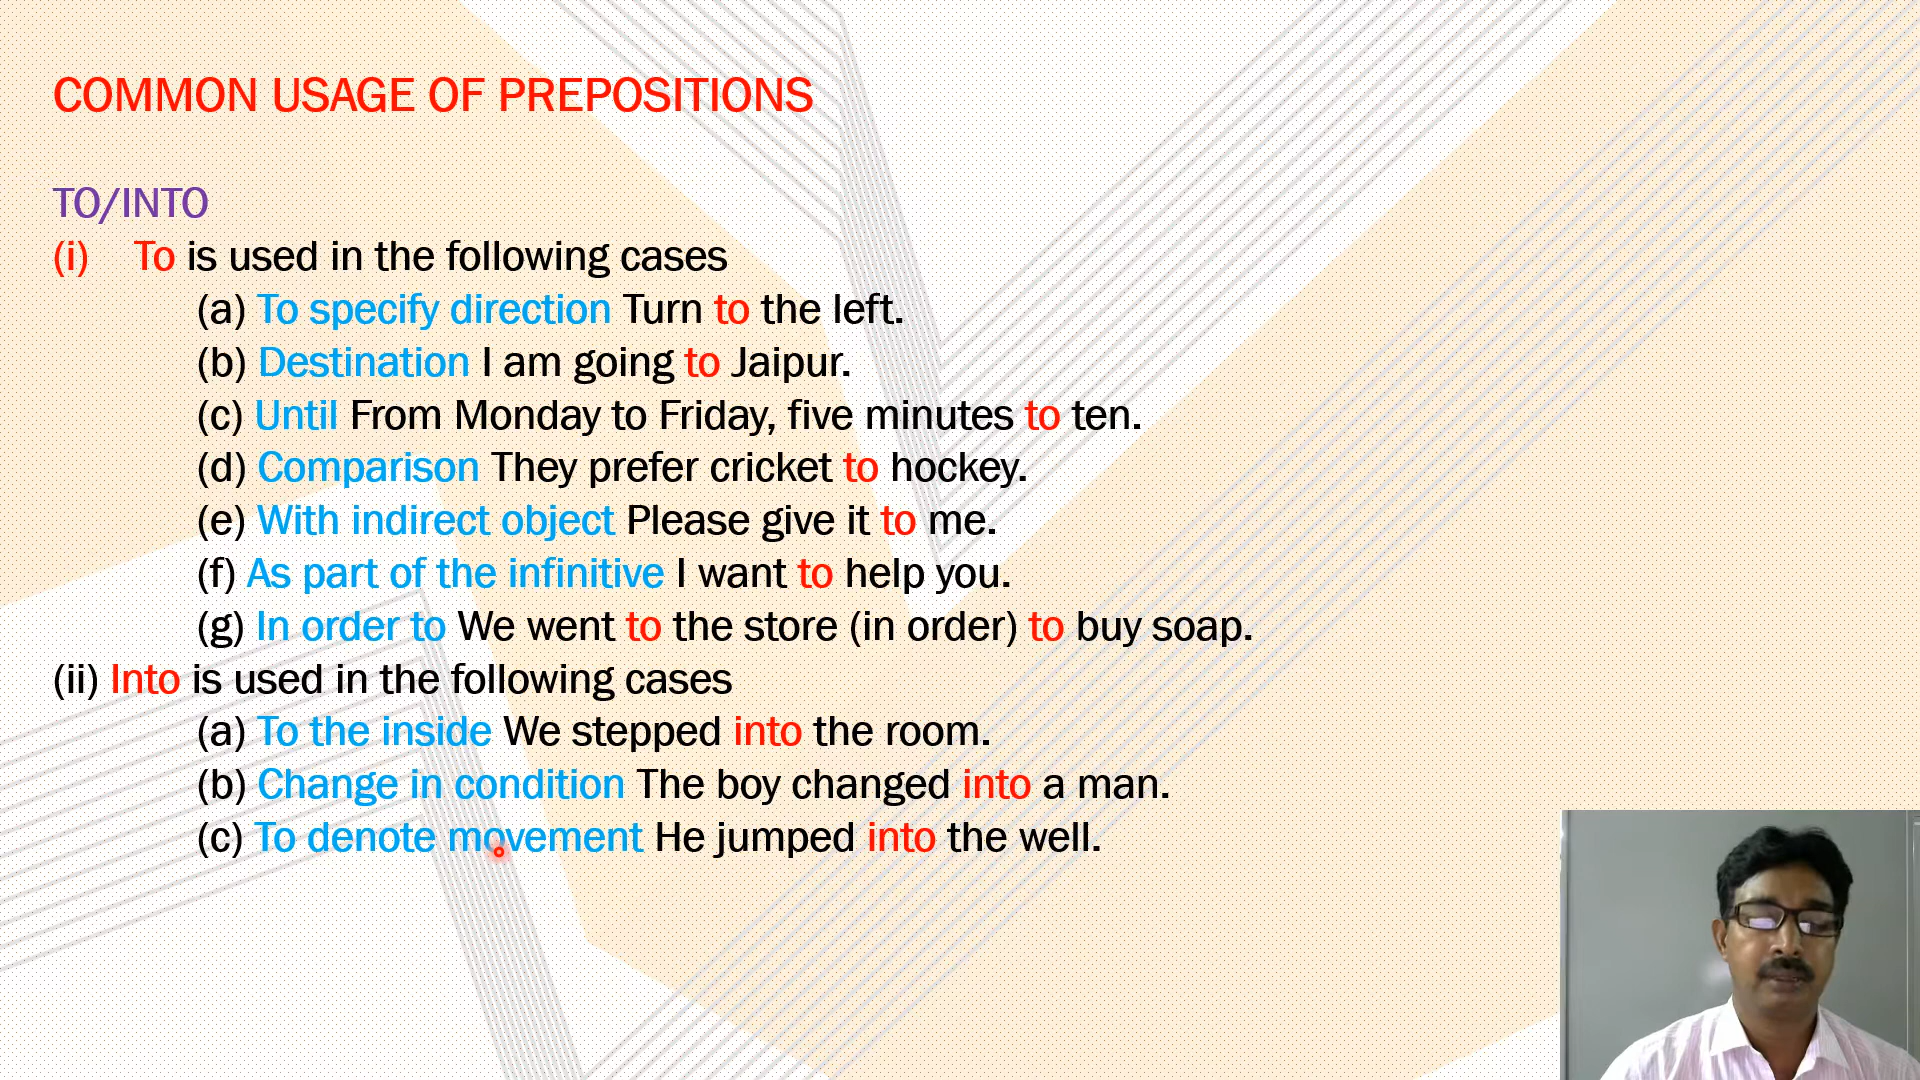 COMMON USAGE OF PREPOSITIONS
TO/INTO
(i) To is used in the following cases
(a) To specify direction Turn to the left.
(b) Destination I am going to Jaipur.
(c) Until From Monday to Friday, five minutes to ten.
(d) Comparison They prefer cricket to hockey.
(e) With indirect object Please give it to me.
(f) As part of the infinitive I want to help you.
(g) In order to We went to the store (in order) to buy soap.
(ii) Into is used in the following cases
(a) To the inside We stepped into the room.
(b) Change in condition The boy changed into a man.
(c) To denote movement He jumped into the well.